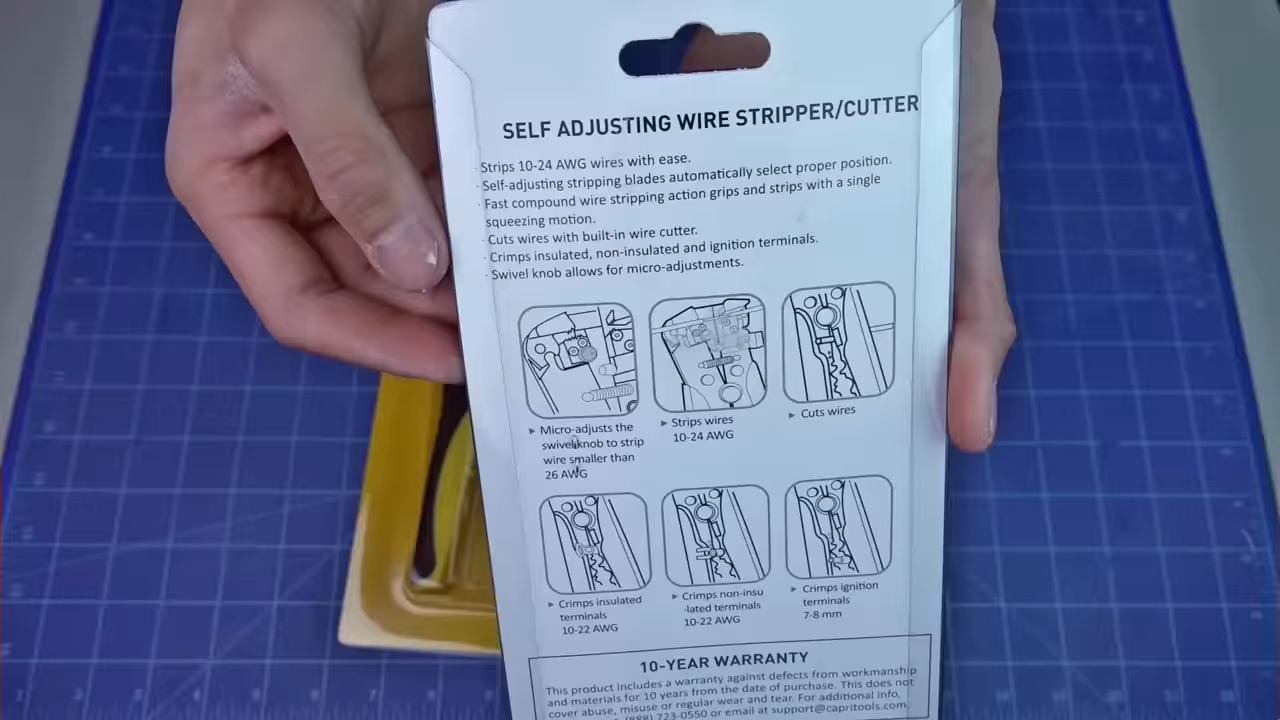 SELF ADJUSTING WIRE STRIPPER/CUTTER
· Strips 10-24 AWG wires with ease.
· Self-adjusting stripping blades automatically select proper position.
· Fast compound wire stripping action grips and strips with a single
squeezing motion.
· Cuts wires with built-in wire cutter.
· Crimps insulated, non-insulated and ignition terminals.
· Swivel knob allows for micro-adjustments.
► Micro-adjusts the
swivel knob to strip
wire smaller than
26 AWG
► Strips wires
10-24 AWG
► Cuts wires
► Crimps insulated
terminals
10-22 AWG
► Crimps non-insu
-lated terminals
10-22 AWG
► Crimps ignition
terminals
7-8 mm
10-YEAR WARRANTY
This product includes a warranty against defects from workmanship
and materials for 10 years from the date of purchase. This does not
cover abuse, misuse or regular wear and tear. For additional info,
(888) 723-0550 or email at support@capritools.com